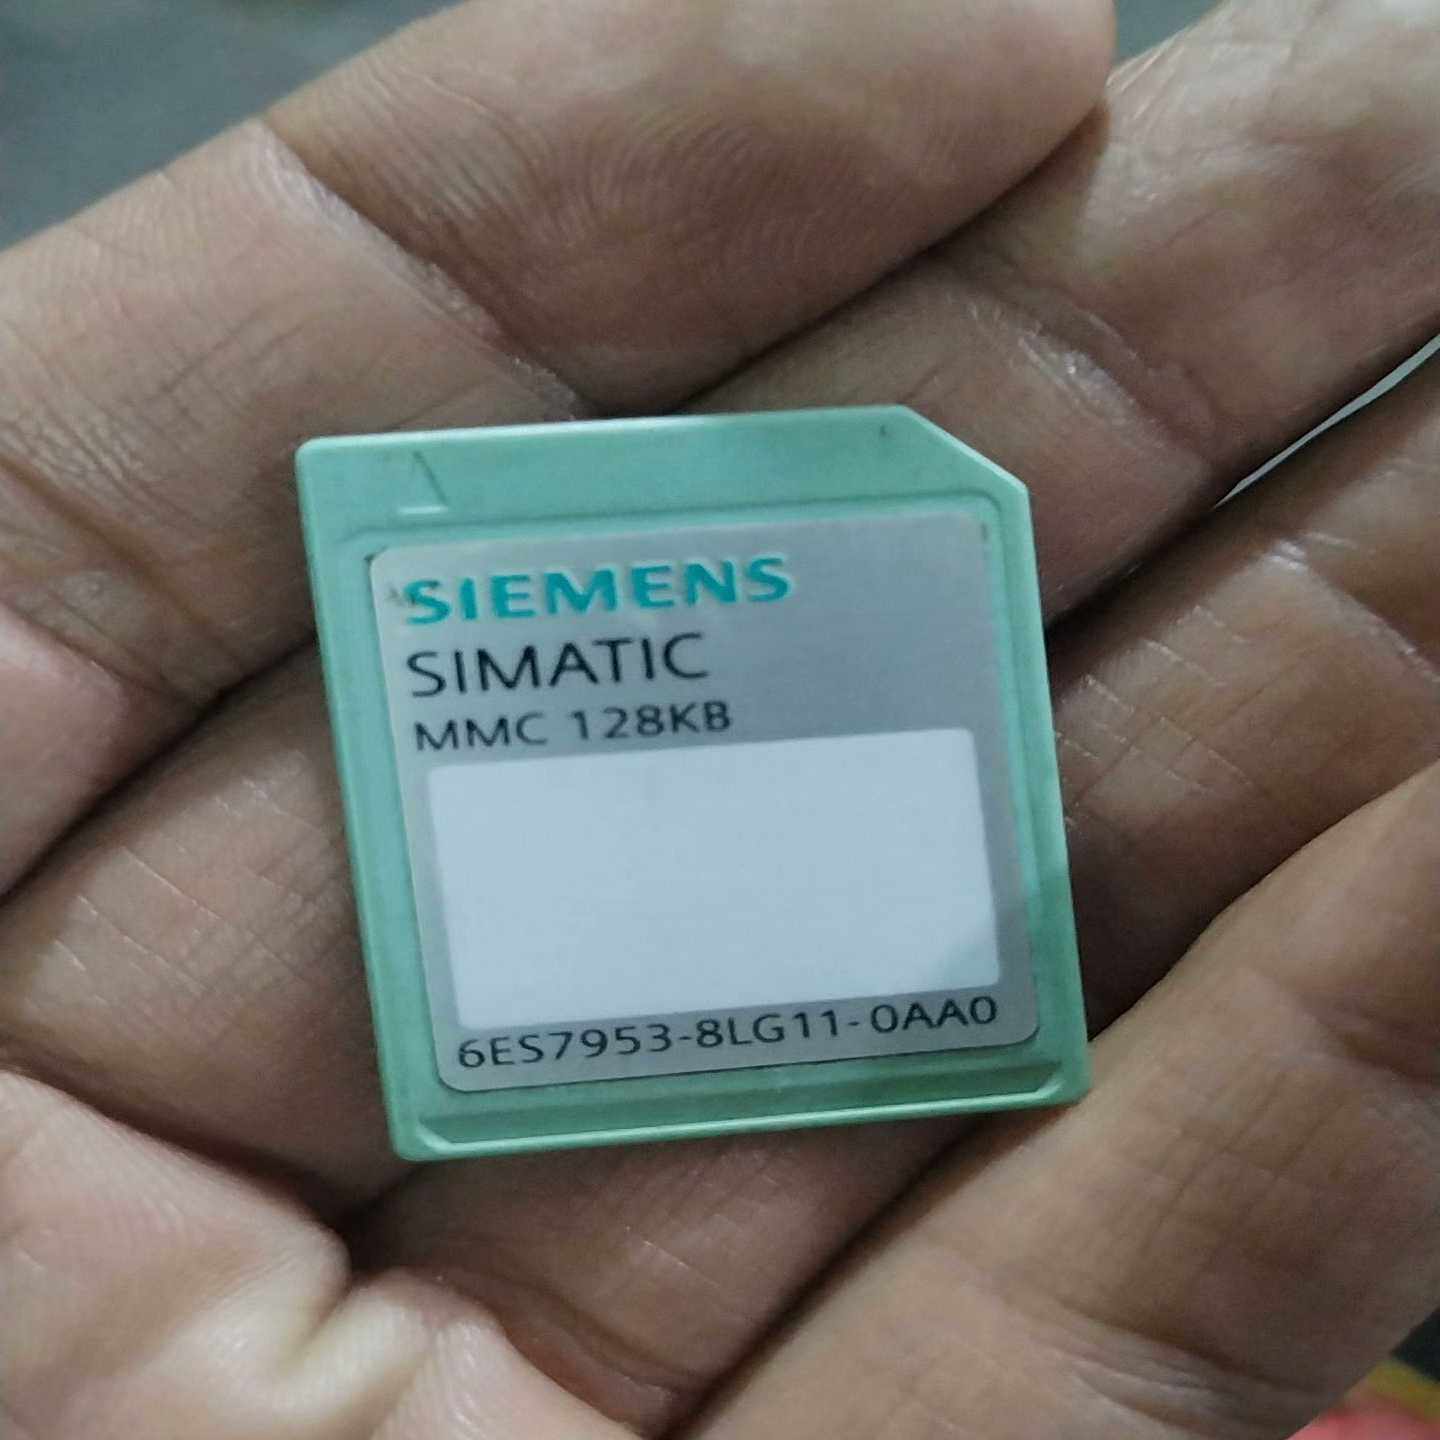 SIEMENS
SIMATIC
MMC 128KB
6ES7953-8LG11-0AA0